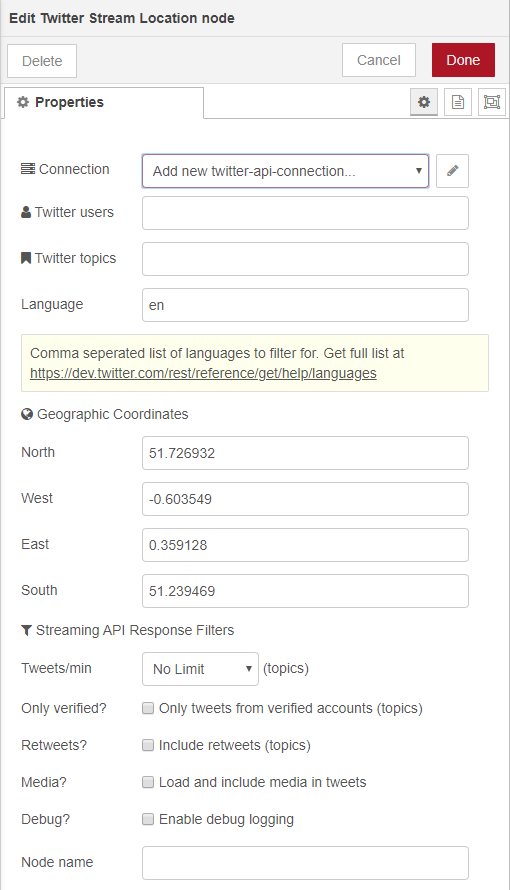 Edit Twitter Stream Location node
Delete Cancel Done
Properties
Connection Add new twitter-api-connection...
Twitter users
Twitter topics
Language en
Comma seperated list of languages to filter for. Get full list at
https://dev.twitter.com/rest/reference/get/help/languages
Geographic Coordinates
North 51.726932
West -0.603549
East 0.359128
South 51.239469
Streaming API Response Filters
Tweets/min No Limit (topics)
Only verified? Only tweets from verified accounts (topics)
Retweets? Include retweets (topics)
Media? Load and include media in tweets
Debug? Enable debug logging
Node name